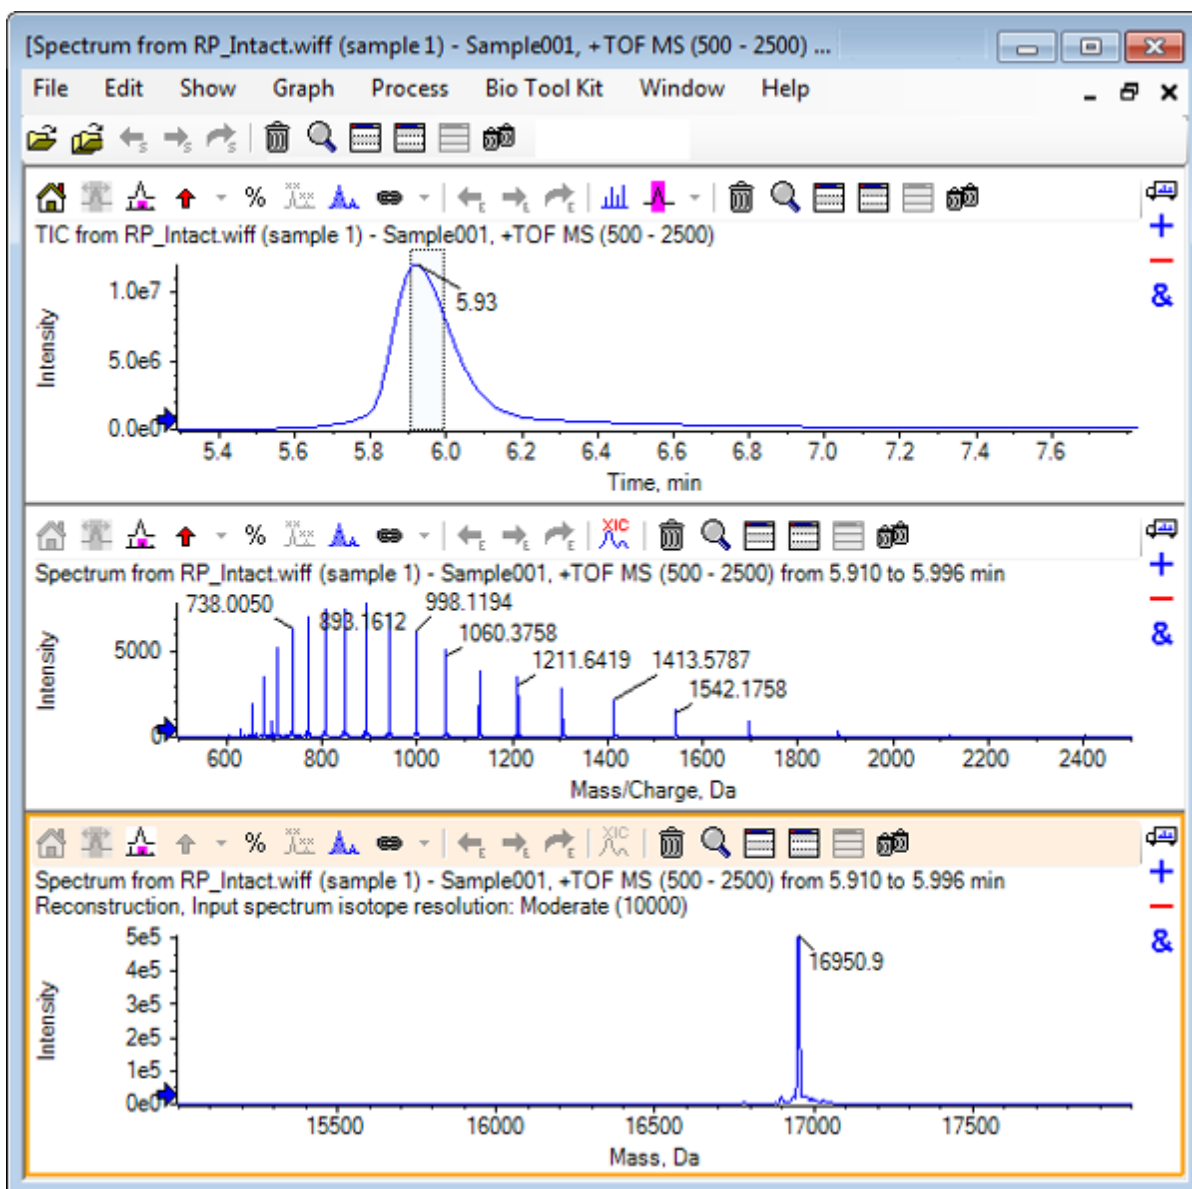 [Spectrum from RP_Intact.wiff (sample 1) - Sample001, +TOF MS (500 - 2500) ...
File Edit Show Graph Process Bio Tool Kit Window Help
TIC from RP_Intact.wiff (sample 1) - Sample001, +TOF MS (500 - 2500)
Intensity
1.0e7
5.0e6
0.0e0
5.93
5.4 5.6 5.8 6.0 6.2 6.4 6.6 6.8 7.0 7.2 7.4 7.6
Time, min
XIC
Spectrum from RP_Intact.wiff (sample 1) - Sample001, +TOF MS (500 - 2500) from 5.910 to 5.996 min
Intensity
5000
0
738.0050
893.1612
998.1194
1060.3758
1211.6419
1413.5787
1542.1758
600 800 1000 1200 1400 1600 1800 2000 2200 2400
Mass/Charge, Da
XIC
Spectrum from RP_Intact.wiff (sample 1) - Sample001, +TOF MS (500 - 2500) from 5.910 to 5.996 min
Reconstruction, Input spectrum isotope resolution: Moderate (10000)
Intensity
5e5
4e5
3e5
2e5
1e5
0e0
16950.9
15500 16000 16500 17000 17500
Mass, Da